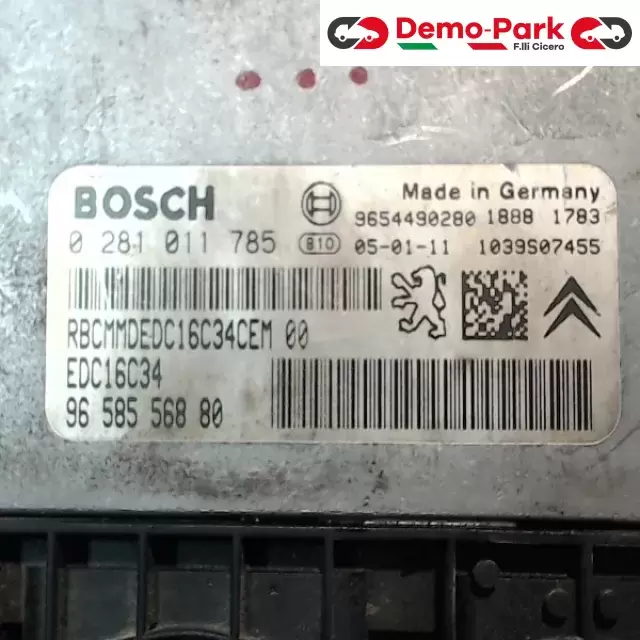 Demo-Park
F.lli Cicero
BOSCH
Made in Germany
9654490280 1888 1783
0 281 011 785
B10
05-01-11
1039S07455
RBCMMDEDC16C34CEM 00
EDC16C34
96 585 568 80